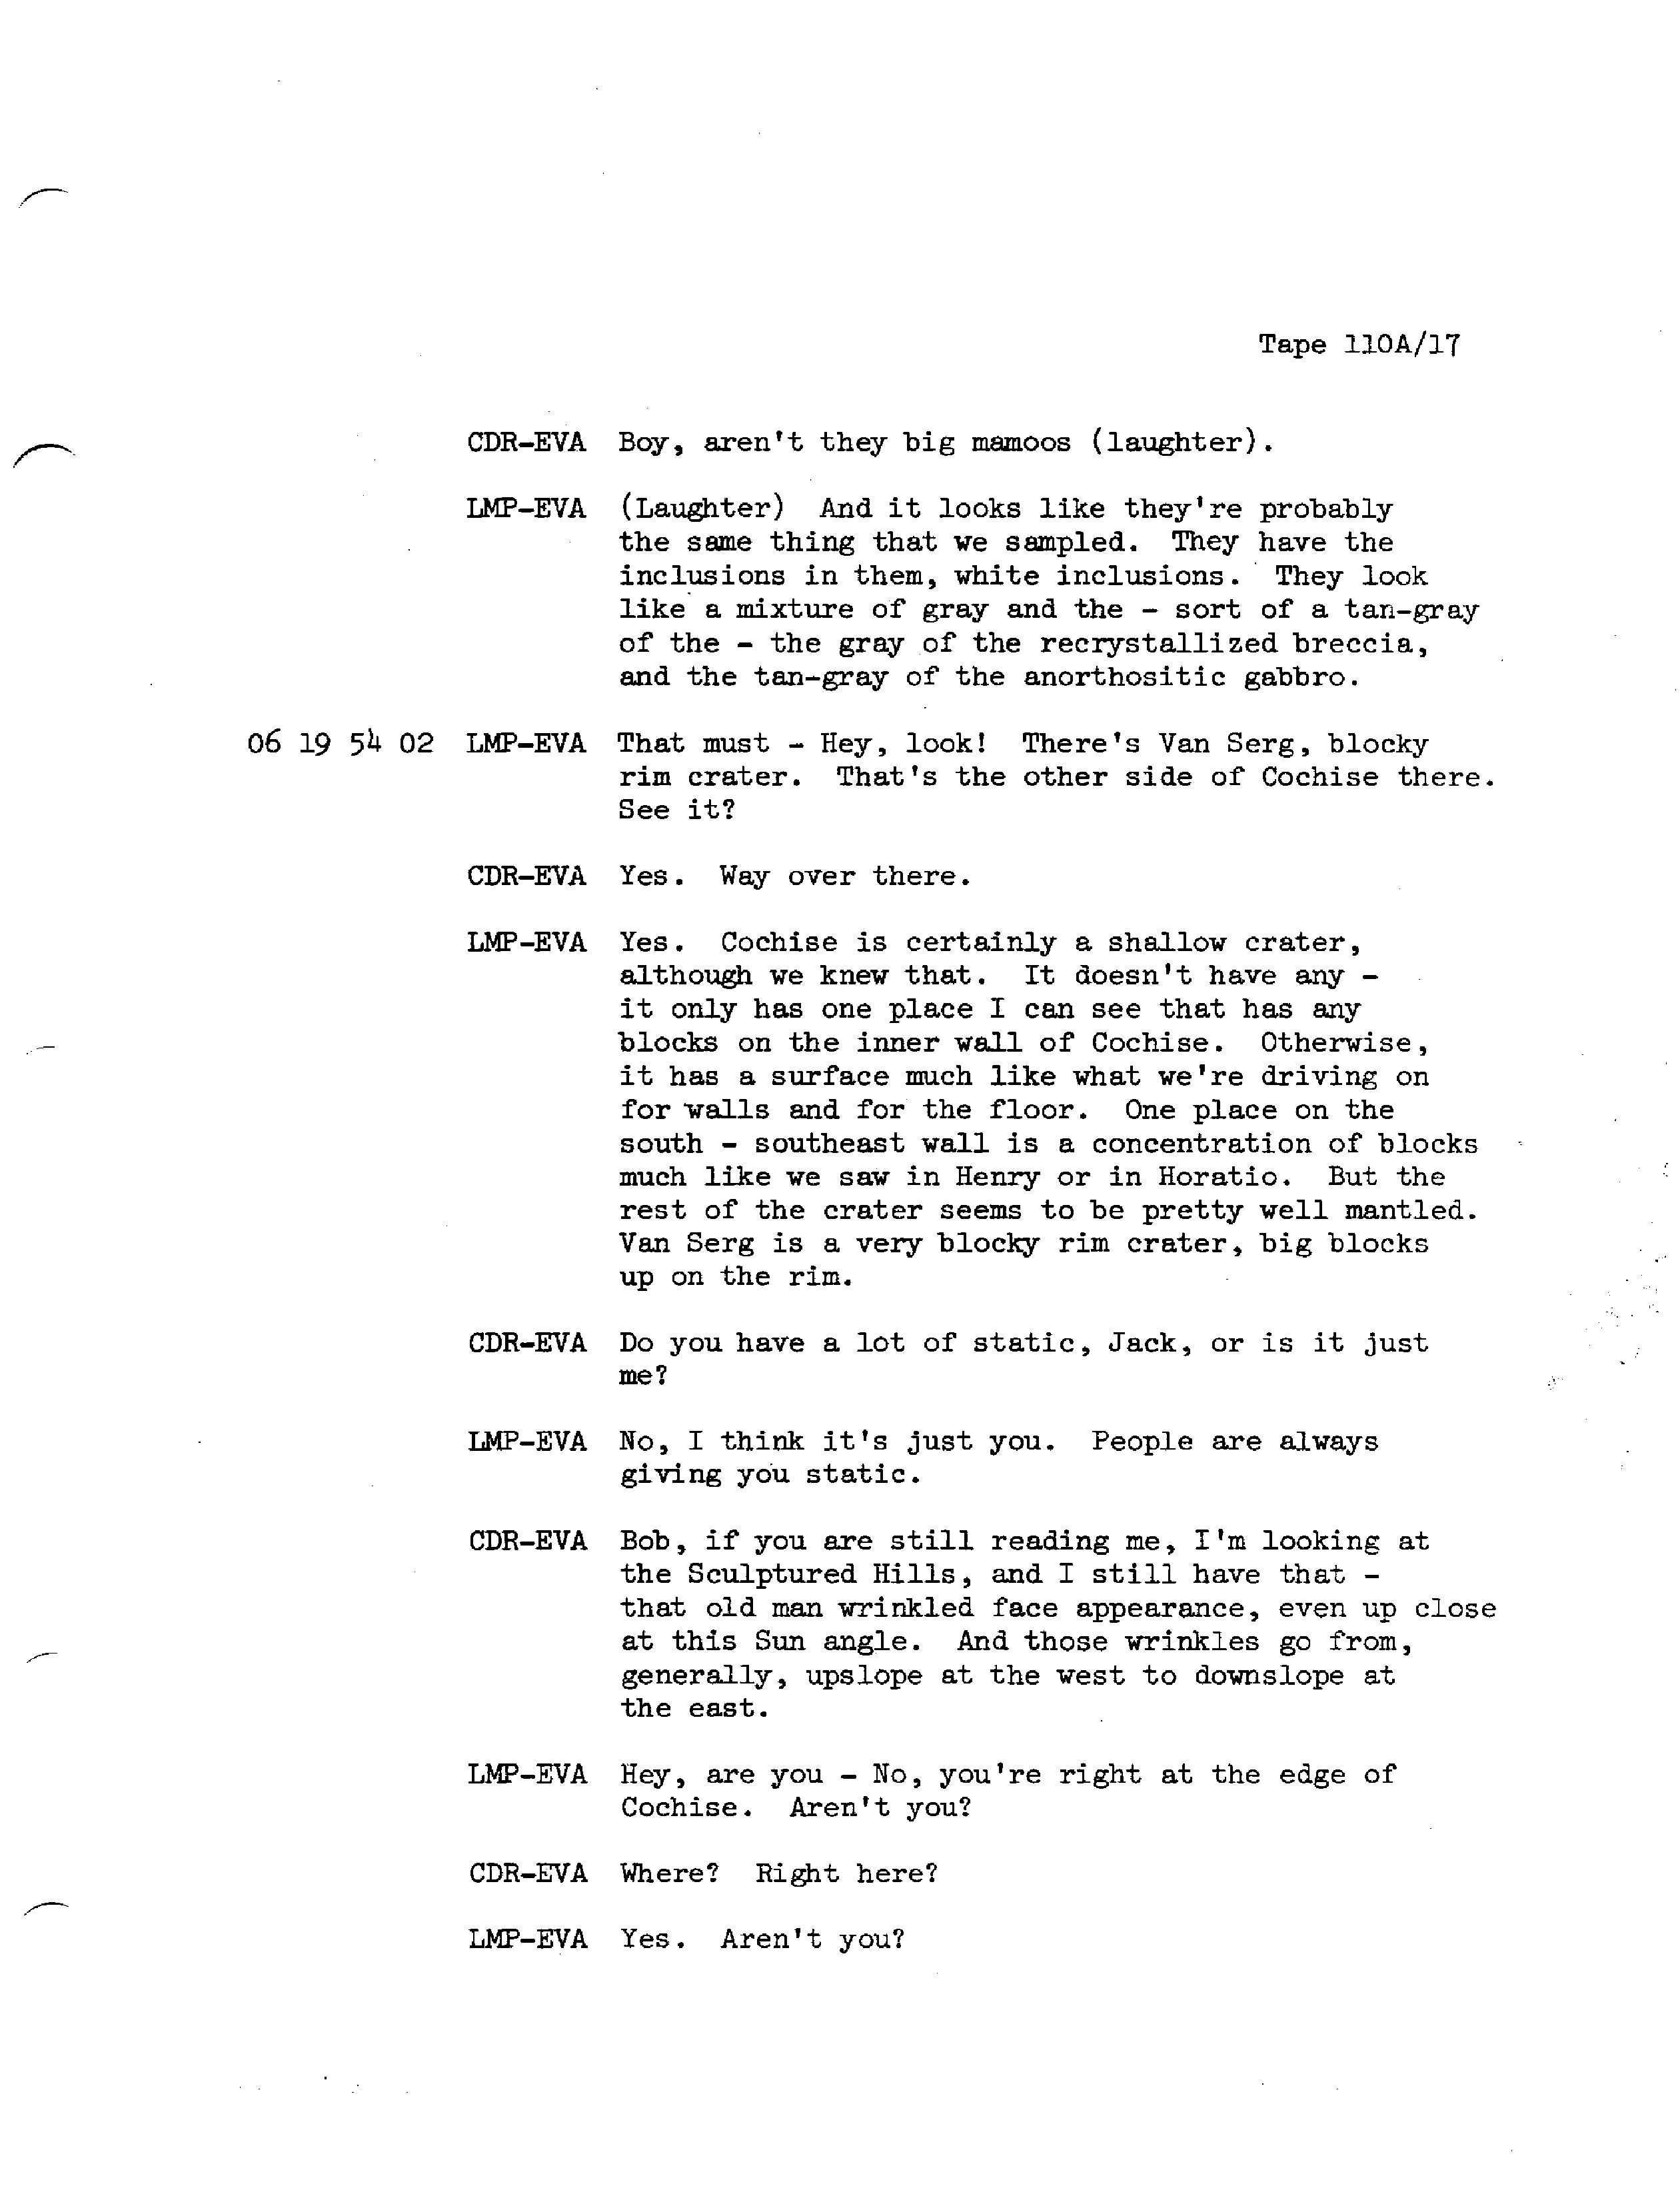 Tape 110A/17
CDR-EVA Boy, aren't they big mamoos (laughter).
LMP-EVA (Laughter) And it looks like they're probably
the same thing that we sampled. They have the
inclusions in them, white inclusions. They look
like a mixture of gray and the - sort of a tan-gray
of the - the gray of the recrystallized breccia,
and the tan-gray of the anorthositic gabbro.
06 19 54 02 LMP-EVA That must - Hey, look! There's Van Serg, blocky
rim crater. That's the other side of Cochise there.
See it?
CDR-EVA Yes. Way over there.
LMP-EVA Yes. Cochise is certainly a shallow crater,
although we knew that. It doesn't have any -
it only has one place I can see that has any
blocks on the inner wall of Cochise. Otherwise,
it has a surface much like what we're driving on
for walls and for the floor. One place on the
south - southeast wall is a concentration of blocks
much like we saw in Henry or in Horatio. But the
rest of the crater seems to be pretty well mantled.
Van Serg is a very blocky rim crater, big blocks
up on the rim.
CDR-EVA Do you have a lot of static, Jack, or is it just
me?
LMP-EVA No, I think it's just you. People are always
giving you static.
CDR-EVA Bob, if you are still reading me, I'm looking at
the Sculptured Hills, and I still have that -
that old man wrinkled face appearance, even up close
at this Sun angle. And those wrinkles go from,
generally, upslope at the west to downslope at
the east.
LMP-EVA Hey, are you - No, you're right at the edge of
Cochise. Aren't you?
CDR-EVA Where? Right here?
LMP-EVA Yes. Aren't you?